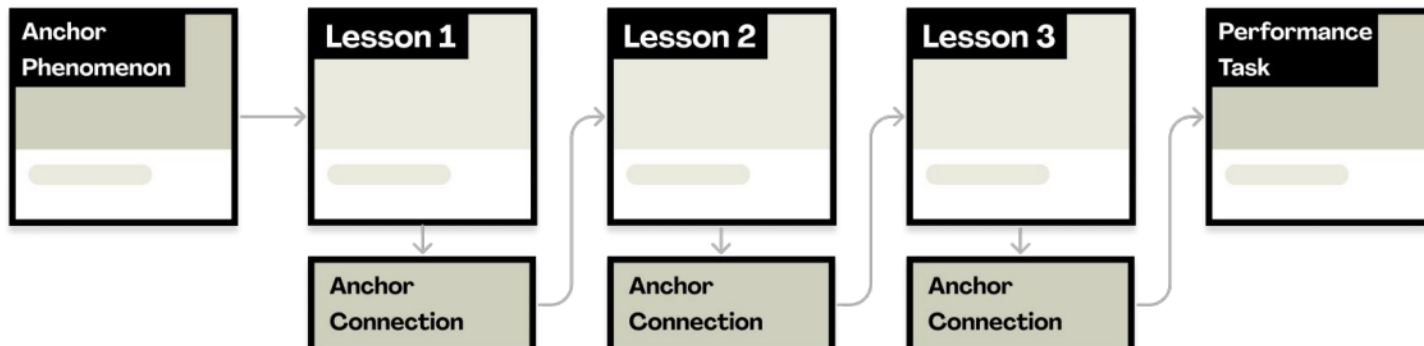 Anchor
Phenomenon
Lesson 1
Lesson 2
Lesson 3
Performance
Task
Anchor
Connection
Anchor
Connection
Anchor
Connection